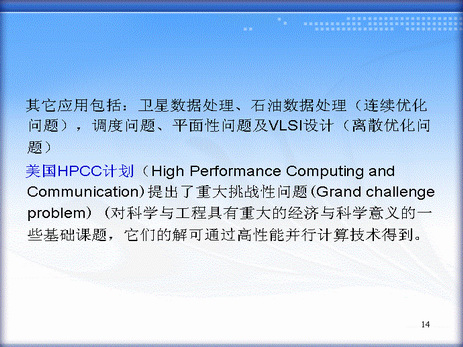 其它应用包括：卫星数据处理、石油数据处理（连续优化
问题），调度问题、平面性问题及VLSI设计（离散优化问
题）
美国HPCC计划（High Performance Computing and
Communication)提出了重大挑战性问题(Grand challenge
problem) (对科学与工程具有重大的经济与科学意义的一
些基础课题，它们的解可通过高性能并行计算技术得到。
14